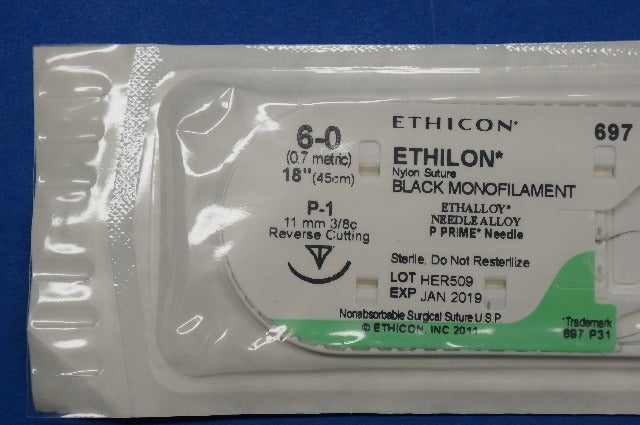 6-0
(0.7 metric)
18" (45cm)
P-1
11 mm 3/8c
Reverse Cutting
ETHICON*
697
ETHILON*
Nylon Suture
BLACK MONOFILAMENT
ETHALLOY*
NEEDLE ALLOY
P PRIME* Needle
Sterile. Do Not Resterilize
LOT HER509
EXP JAN 2019
Nonabsorbable Surgical Suture U.S.P.
© ETHICON, INC 2011
*Trademark
697 P31